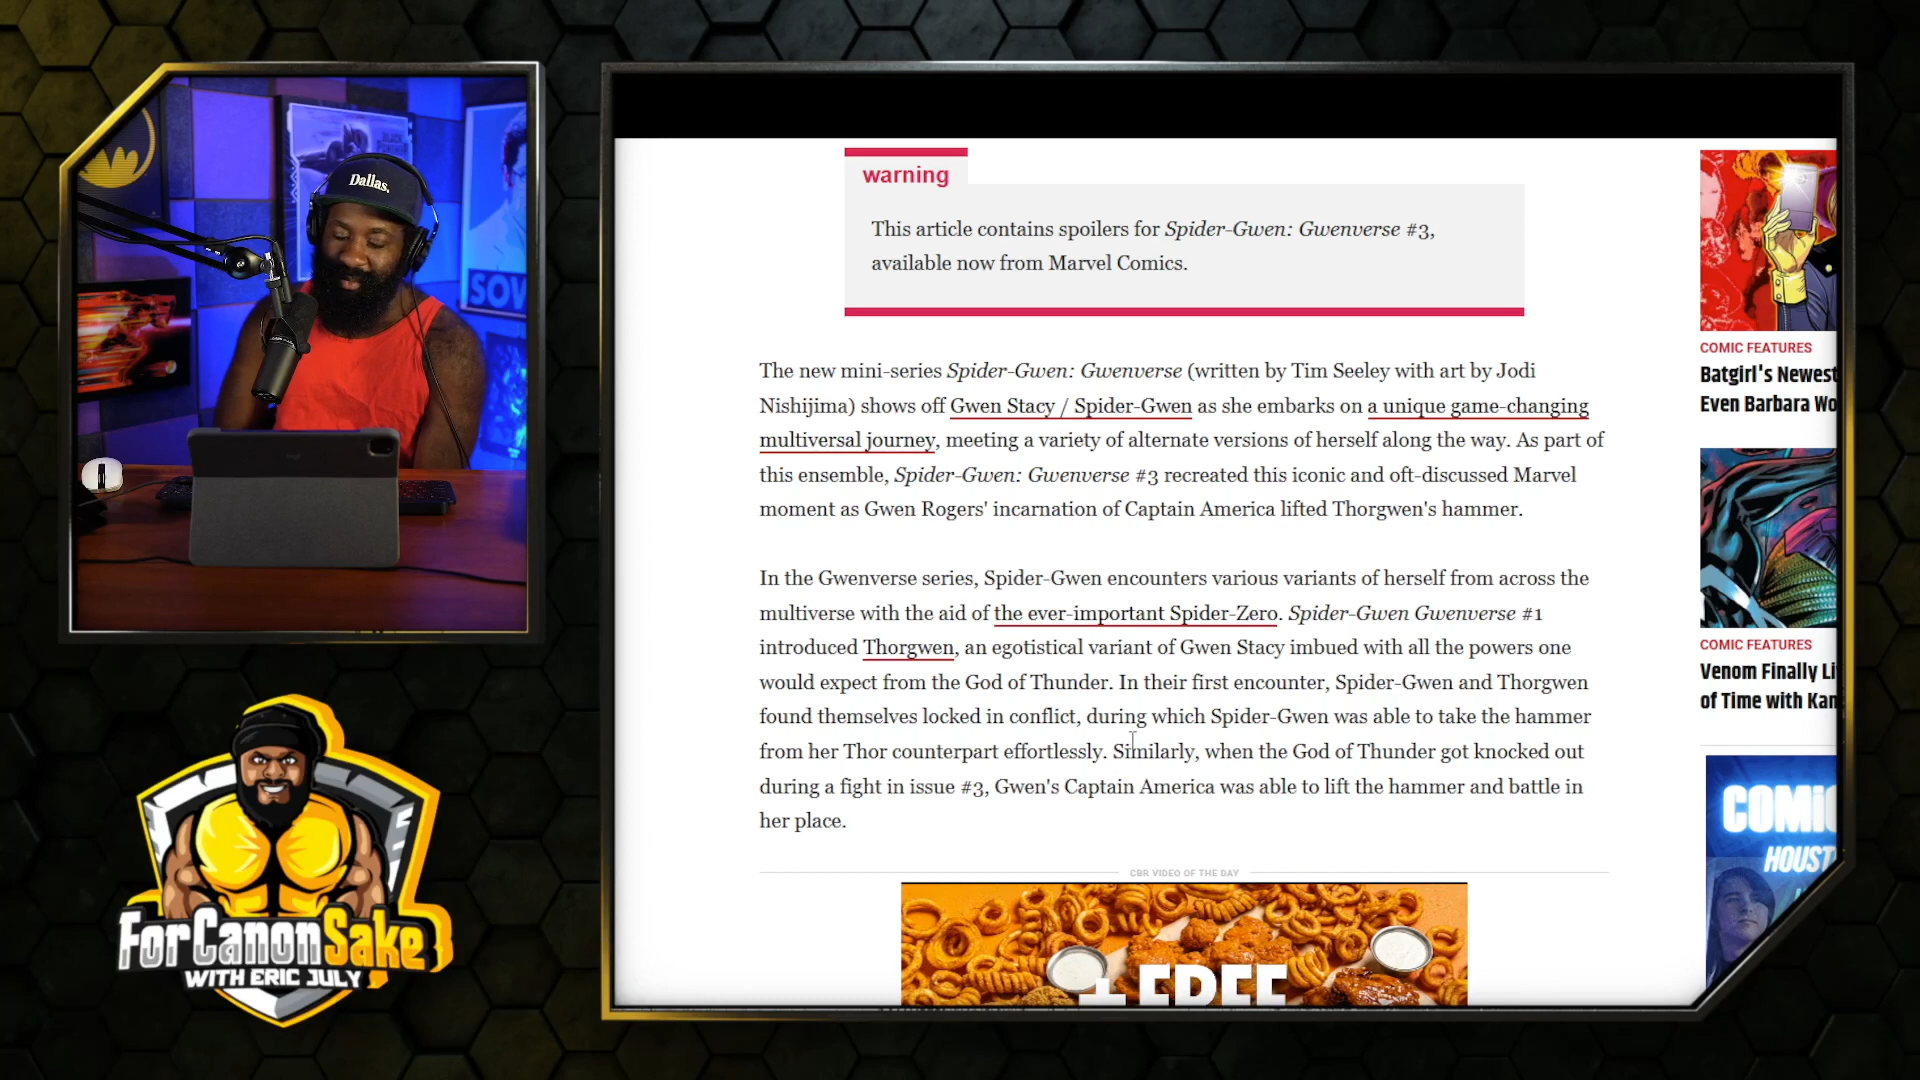 Dallas.
SOW
ForCanonSake
WITH ERIC JULY
warning
This article contains spoilers for Spider-Gwen: Gwenverse #3,
available now from Marvel Comics.
The new mini-series Spider-Gwen: Gwenverse (written by Tim Seeley with art by Jodi
Nishijima) shows off Gwen Stacy / Spider-Gwen as she embarks on a unique game-changing
multiversal journey, meeting a variety of alternate versions of herself along the way. As part of
this ensemble, Spider-Gwen: Gwenverse #3 recreated this iconic and oft-discussed Marvel
moment as Gwen Rogers' incarnation of Captain America lifted Thorgwen's hammer.
In the Gwenverse series, Spider-Gwen encounters various variants of herself from across the
multiverse with the aid of the ever-important Spider-Zero. Spider-Gwen Gwenverse #1
introduced Thorgwen, an egotistical variant of Gwen Stacy imbued with all the powers one
would expect from the God of Thunder. In their first encounter, Spider-Gwen and Thorgwen
found themselves locked in conflict, during which Spider-Gwen was able to take the hammer
from her Thor counterpart effortlessly. Similarly, when the God of Thunder got knocked out
during a fight in issue #3, Gwen's Captain America was able to lift the hammer and battle in
her place.
CBR VIDEO OF THE DAY
+ FREE
COMIC FEATURES
Batgirl's Newest
Even Barbara Wo
COMIC FEATURES
Venom Finally Li
of Time with Kan
COMIC
HOUST